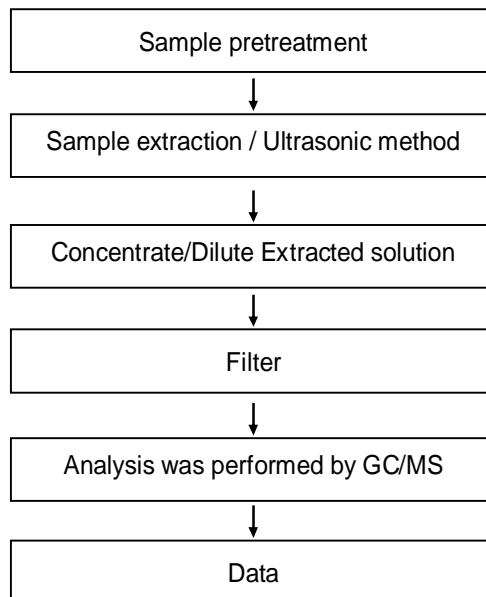 Sample pretreatment
Sample extraction / Ultrasonic method
Concentrate/Dilute Extracted solution
Filter
Analysis was performed by GC/MS
Data